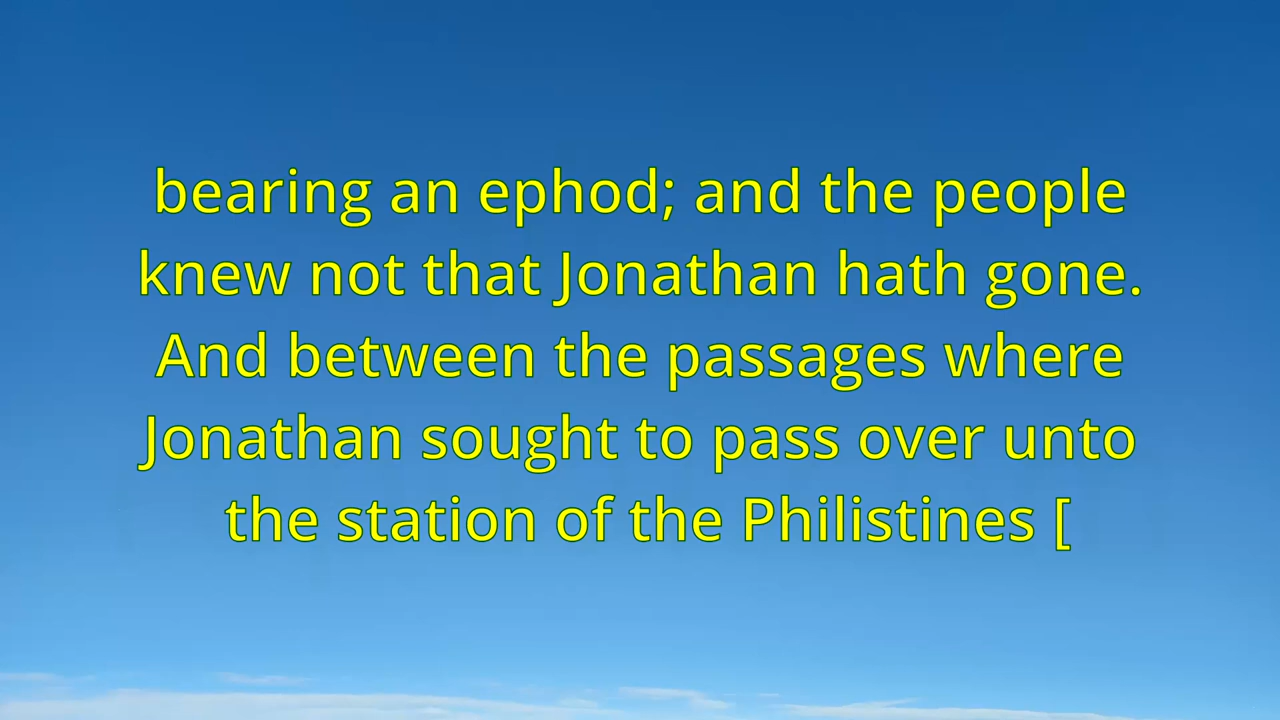 bearing an ephod; and the people
knew not that Jonathan hath gone.
And between the passages where
Jonathan sought to pass over unto
the station of the Philistines [